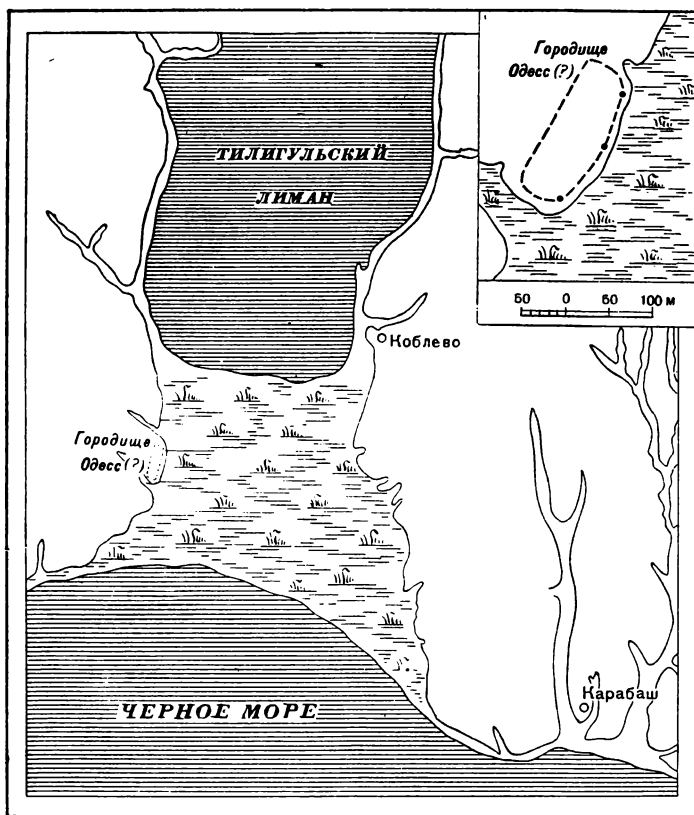 Городище
Одесс (?)
50 0 50 100 м
ТИЛИГУЛЬСКИЙ
ЛИМАН
Коблево
Городище
Одесс (?)
Карабаш
ЧЕРНОЕ МОРЕ